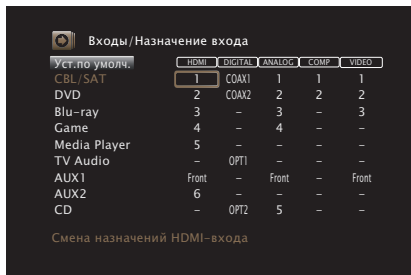 Входы/Назначение входа
Уст.по умолч. HDMI DIGITAL ANALOG COMP VIDEO
CBL/SAT 1 COAX1 1 1 1
DVD 2 COAX2 2 2 2
Blu-ray 3 – 3 – 3
Game 4 – 4 – –
Media Player 5 – – – –
TV Audio – OPT1 – – –
AUX1 Front – Front – Front
AUX2 6 – – – –
CD – OPT2 5 – –
Смена назначений HDMI-входа